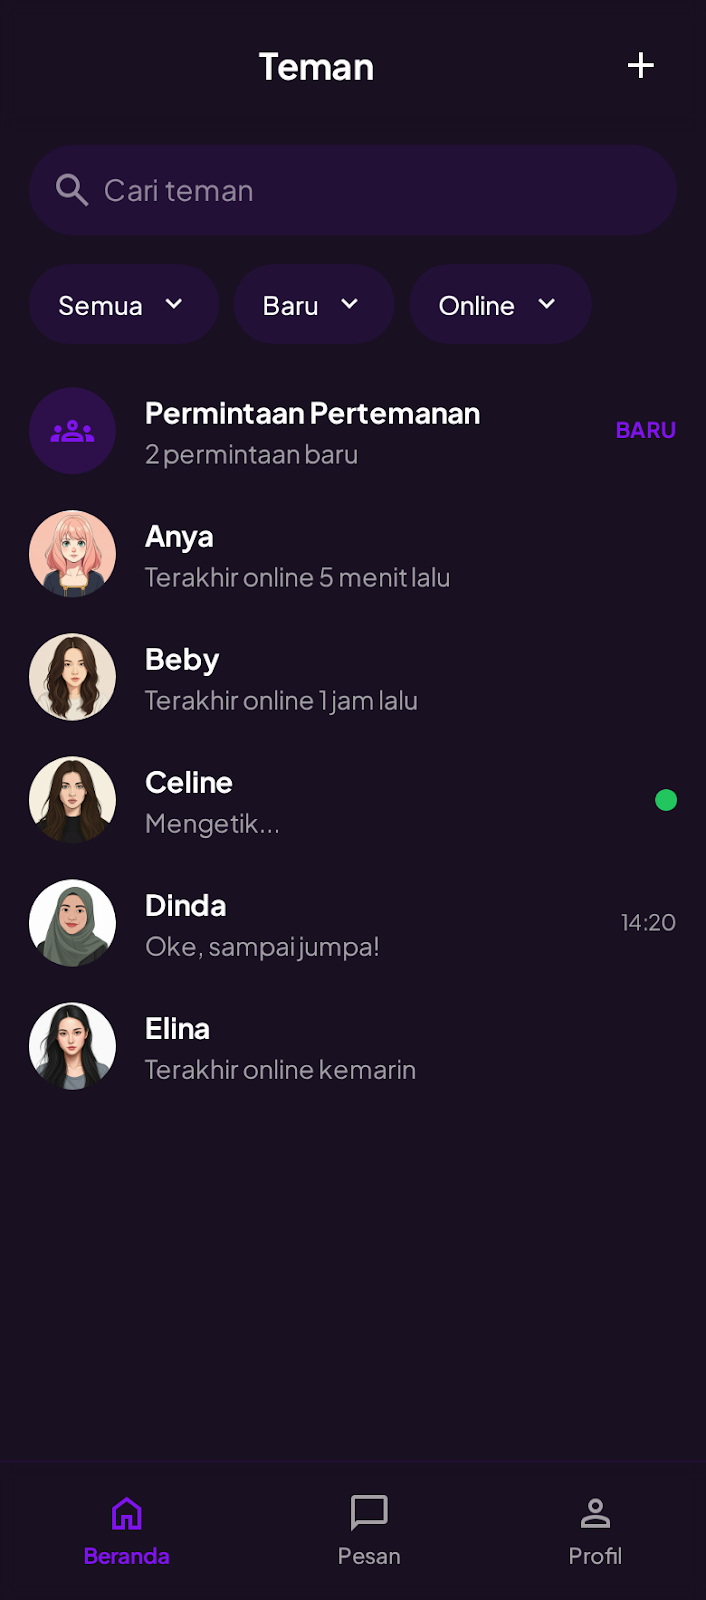 Teman
Cari teman
Semua
Baru
Online
Permintaan Pertemanan
2 permintaan baru
BARU
Anya
Terakhir online 5 menit lalu
Beby
Terakhir online 1 jam lalu
Celine
Mengetik...
Dinda
Oke, sampai jumpa!
14:20
Elina
Terakhir online kemarin
Beranda
Pesan
Profil